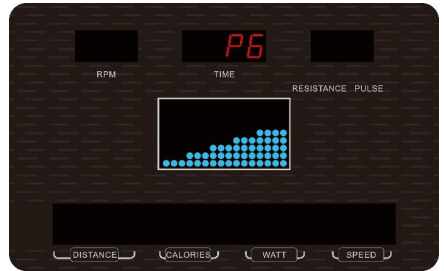 P6
RPM
TIME
RESISTANCE PULSE
DISTANCE
CALORIES
WATT
SPEED